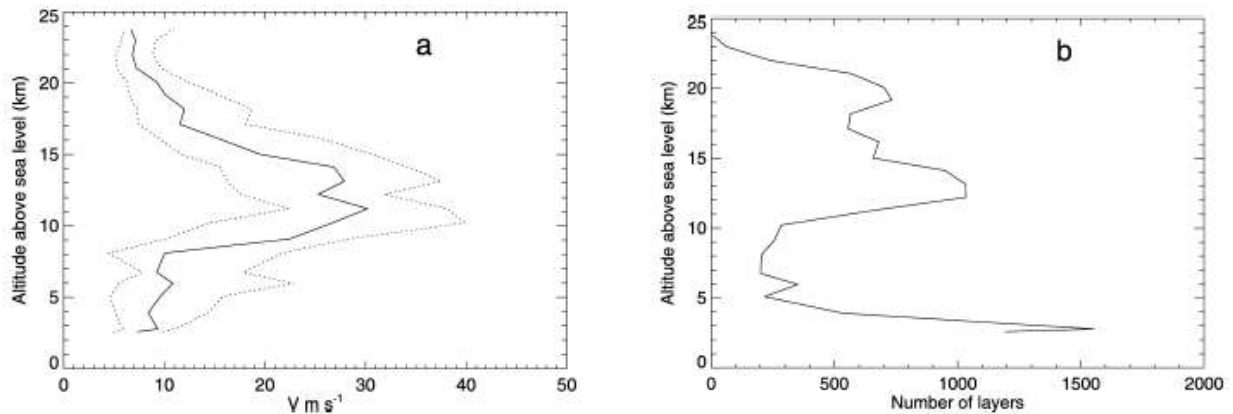 a
25
20
15
10
5
0
Altitude above sea level (km)
0 10 20 30 40 50
V m s⁻¹
b
25
20
15
10
5
0
Altitude above sea level (km)
0 500 1000 1500 2000
Number of layers